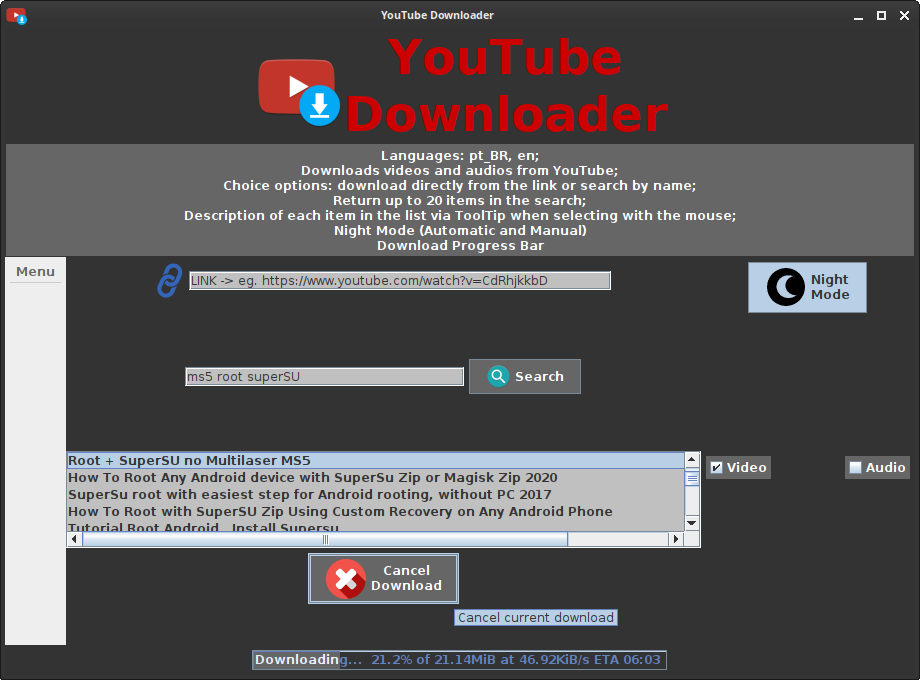 YouTube Downloader
YouTube
Downloader
Languages: pt_BR, en;
Downloads videos and audios from YouTube;
Choice options: download directly from the link or search by name;
Return up to 20 items in the search;
Description of each item in the list via ToolTip when selecting with the mouse;
Night Mode (Automatic and Manual)
Download Progress Bar
Menu
LINK -> eg. https://www.youtube.com/watch?v=CdRhjkkbD
Night
Mode
ms5 root superSU
Search
Root + SuperSU no Multilaser MS5
How To Root Any Android device with SuperSu Zip or Magisk Zip 2020
SuperSu root with easiest step for Android rooting, without PC 2017
How To Root with SuperSU Zip Using Custom Recovery on Any Android Phone
Tutorial Root Android , Install Supersu
Video
Audio
Cancel
Download
Cancel current download
Downloading... 21.2% of 21.14MiB at 46.92KiB/s ETA 06:03